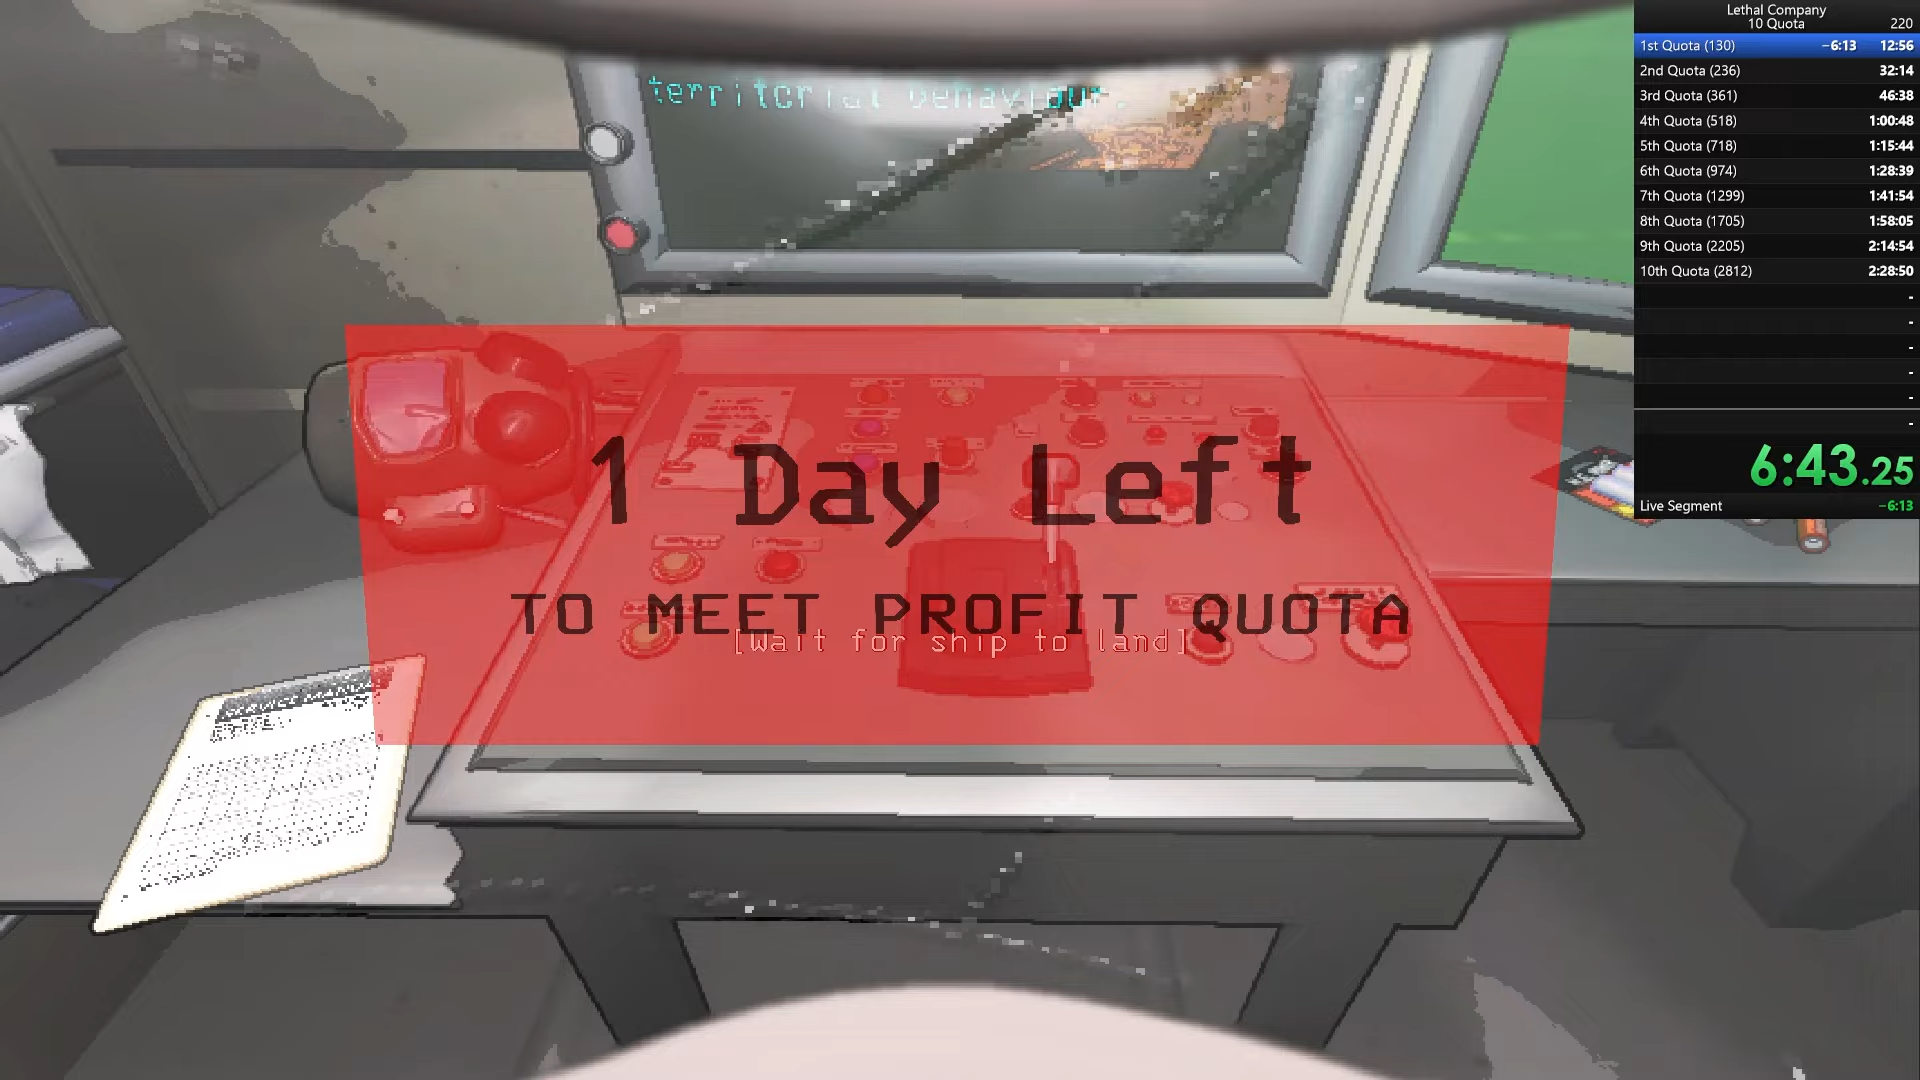 territorial behaviour.
1 Day Left
TO MEET PROFIT QUOTA
[Wait for ship to land]
Lethal Company
10 Quota 220
1st Quota (130) −6:13 12:56
2nd Quota (236) 32:14
3rd Quota (361) 46:38
4th Quota (518) 1:00:48
5th Quota (718) 1:15:44
6th Quota (974) 1:28:39
7th Quota (1299) 1:41:54
8th Quota (1705) 1:58:05
9th Quota (2205) 2:14:54
10th Quota (2812) 2:28:50
-
-
-
-
-
-
6:43.25
Live Segment −6:13